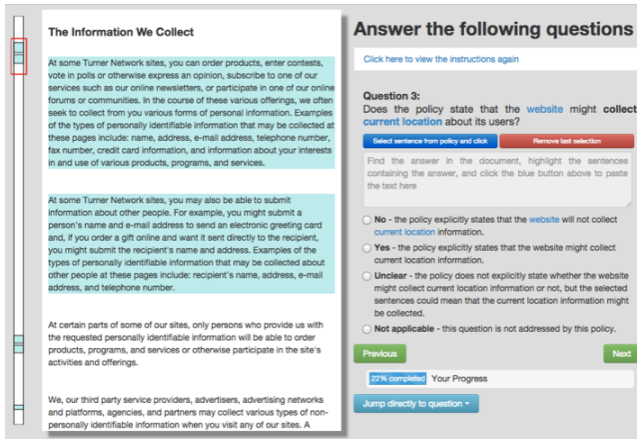 The Information We Collect
At some Turner Network sites, you can order products, enter contests,
vote in polls or otherwise express an opinion, subscribe to one of our
services such as our online newsletters, or participate in one of our online
forums or communities. In the course of these various offerings, we often
seek to collect from you various forms of personal information. Examples
of the types of personally identifiable information that may be collected at
these pages include: name, address, e-mail address, telephone number,
fax number, credit card information, and information about your interests
in and use of various products, programs, and services.
At some Turner Network sites, you may also be able to submit
information about other people. For example, you might submit a
person's name and e-mail address to send an electronic greeting card
and, if you order a gift online and want it sent directly to the recipient,
you might submit the recipient's name and address. Examples of the
types of personally identifiable information that may be collected about
other people at these pages include: recipient's name, address, e-mail
address, and telephone number.
At certain parts of some of our sites, only persons who provide us with
the requested personally identifiable information will be able to order
products, programs, and services or otherwise participate in the site's
activities and offerings.
We, our third party service providers, advertisers, advertising networks
and platforms, agencies, and partners may collect various types of non-
personally identifiable information when you visit any of our sites. A
Answer the following questions
Click here to view the instructions again
Question 3:
Does the policy state that the website might collect
current location about its users?
Select sentence from policy and click
Remove last selection
Find the answer in the document, highlight the sentences
containing the answer, and click the blue button above to paste
the text here
No - the policy explicitly states that the website will not collect
current location information.
Yes - the policy explicitly states that the website might collect
current location information.
Unclear - the policy does not explicitly state whether the website
might collect current location information or not, but the selected
sentences could mean that the current location information might
be collected.
Not applicable - this question is not addressed by this policy.
Previous
Next
22% completed Your Progress
Jump directly to question -